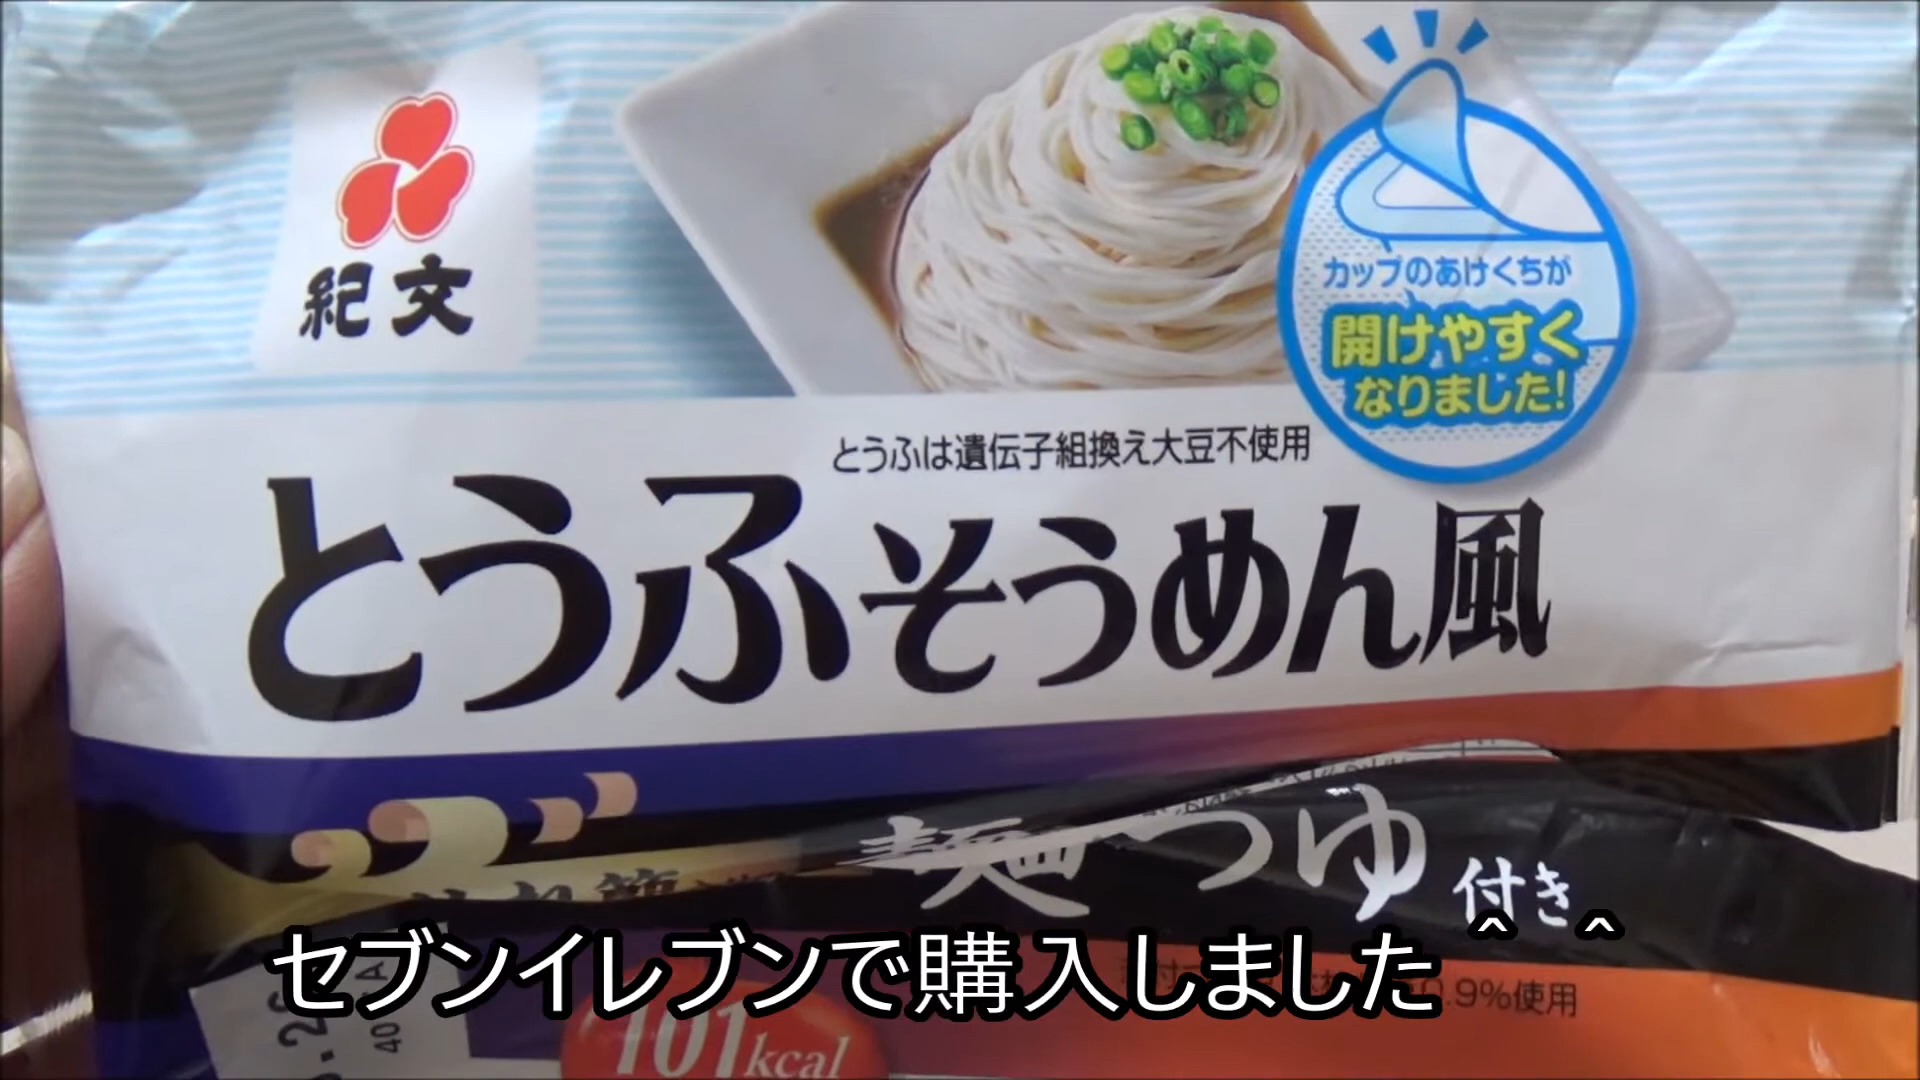 紀文
カップのあけくちが
開けやすく
なりました!
とうふは遺伝子組換え大豆不使用
とうふそうめん風
麺つゆ付き
セブンイレブンで購入しました ^ ^
0.9%使用
101kcal